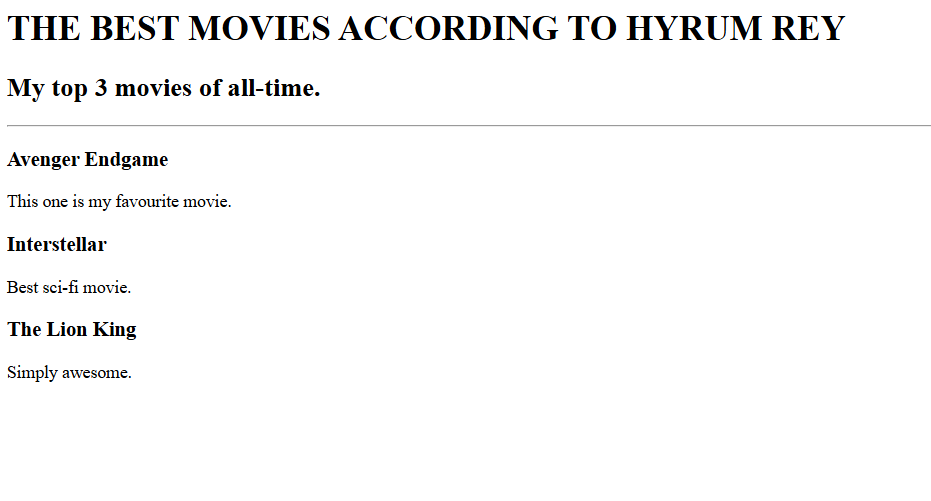 THE BEST MOVIES ACCORDING TO HYRUM REY
My top 3 movies of all-time.
Avenger Endgame
This one is my favourite movie.
Interstellar
Best sci-fi movie.
The Lion King
Simply awesome.